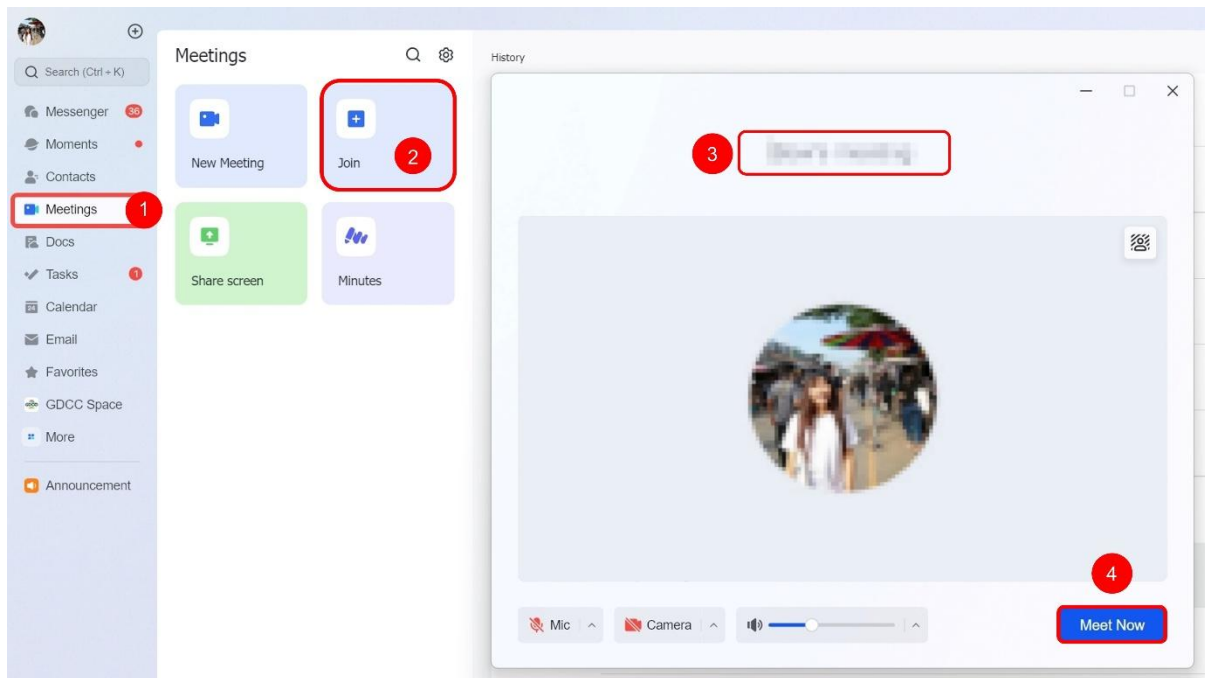 Search (Ctrl + K)
Messenger 36
Moments
Contacts
Meetings 1
Docs
Tasks 1
Calendar
Email
Favorites
GDCC Space
More
Announcement
Meetings
New Meeting
Join 2
Share screen
Minutes
History
3
4
Mic
Camera
Meet Now